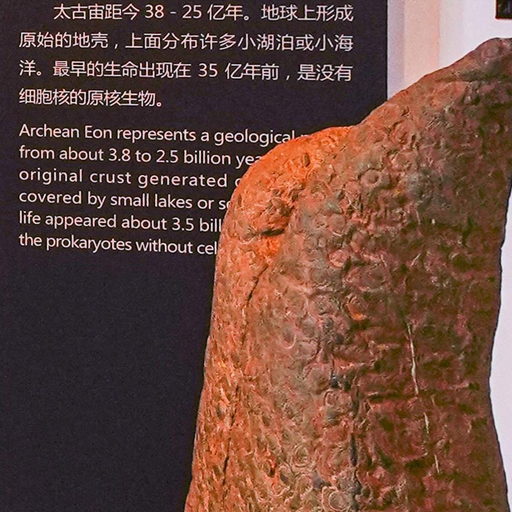 太古宙距今 38 - 25 亿年。地球上形成
原始的地壳，上面分布许多小湖泊或小海
洋。最早的生命出现在 35 亿年前，是没有
细胞核的原核生物。
Archean Eon represents a geological
from about 3.8 to 2.5 billion
original crust generated
covered by small lakes or
life appeared about 3.5
the prokaryotes without